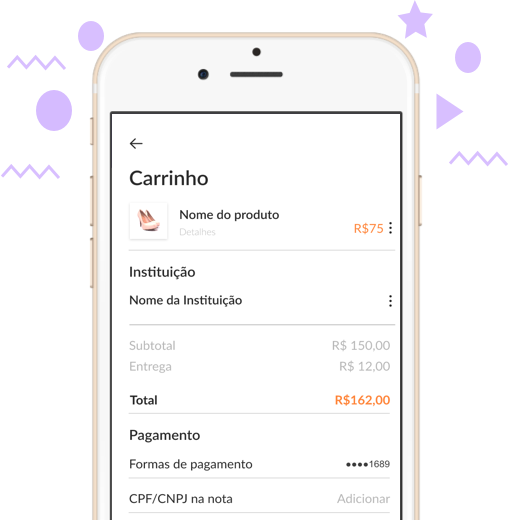 Carrinho
Nome do produto
Detalhes
R$75
Instituição
Nome da Instituição
Subtotal R$ 150,00
Entrega R$ 12,00
Total R$162,00
Pagamento
Formas de pagamento ●●●●1689
CPF/CNPJ na nota Adicionar